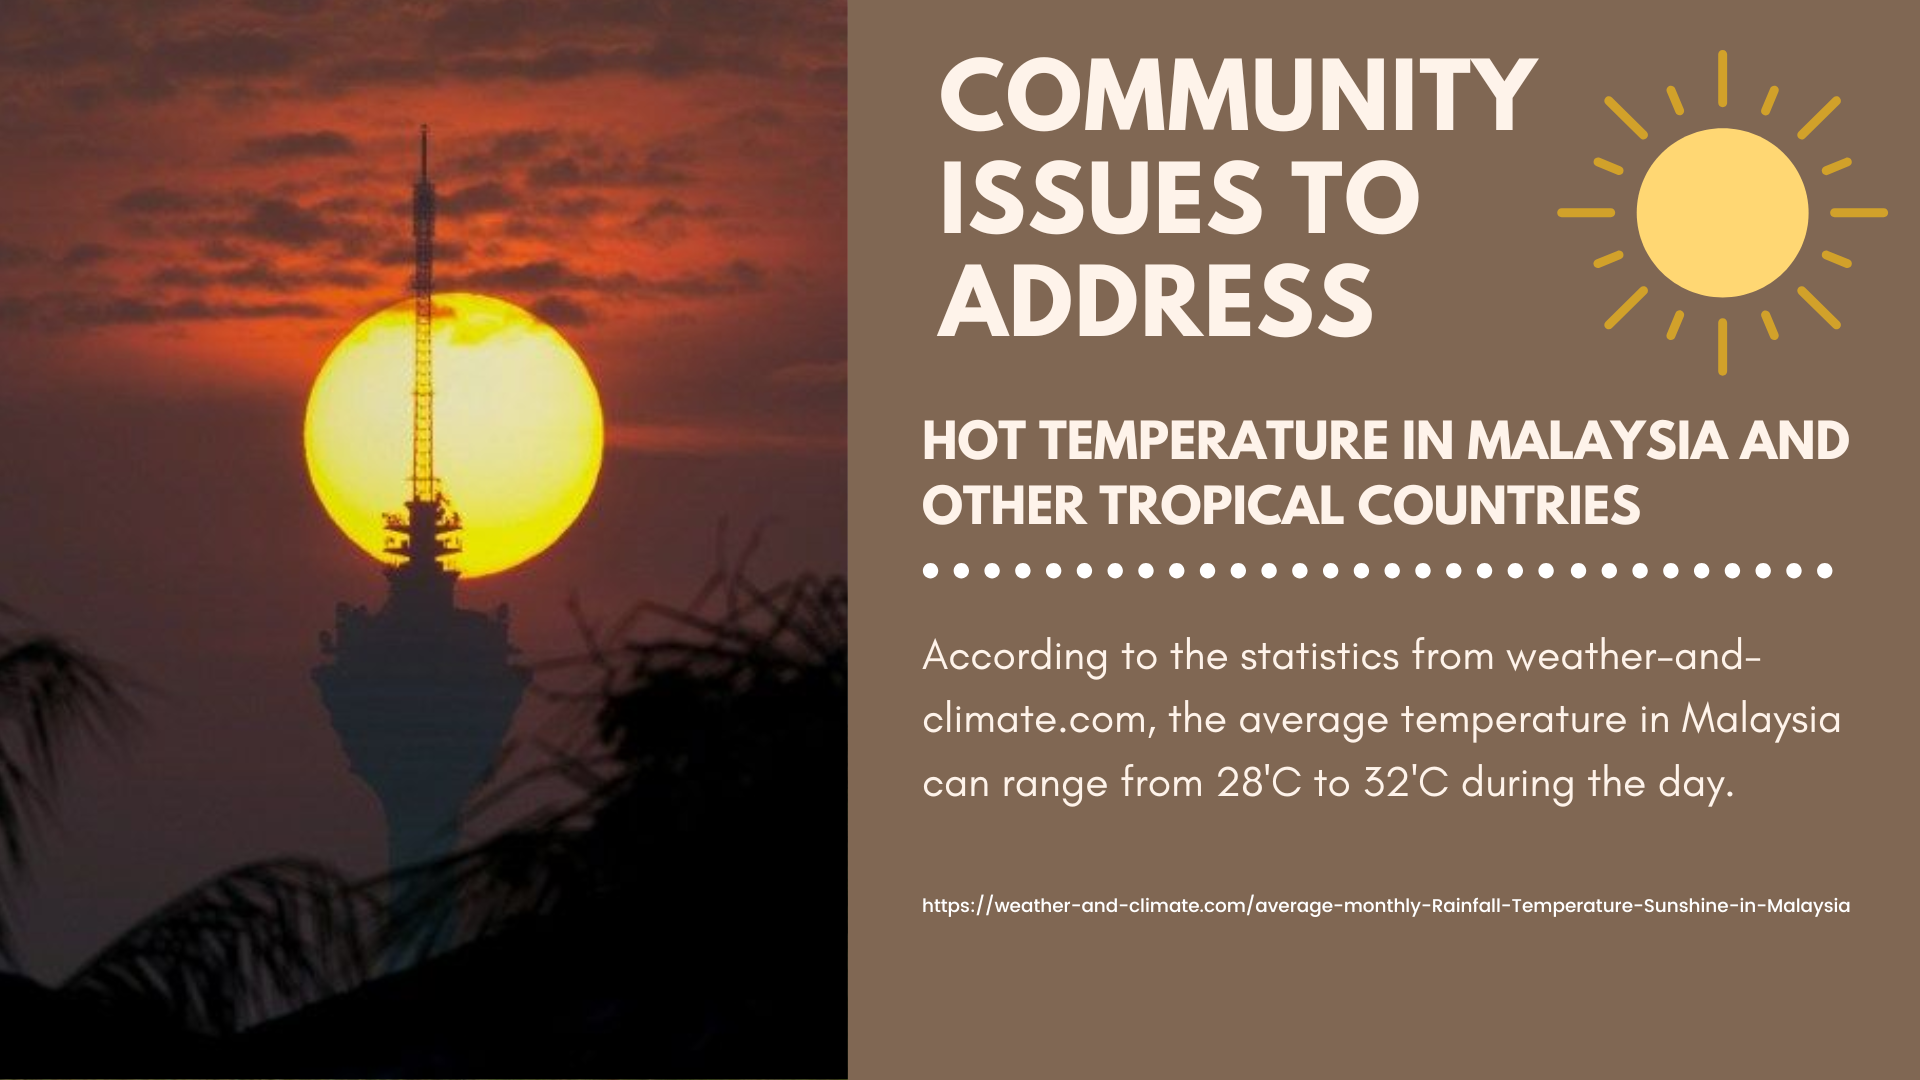 COMMUNITY
ISSUES TO
ADDRESS
HOT TEMPERATURE IN MALAYSIA AND
OTHER TROPICAL COUNTRIES
According to the statistics from weather-and-
climate.com, the average temperature in Malaysia
can range from 28'C to 32'C during the day.
https://weather-and-climate.com/average-monthly-Rainfall-Temperature-Sunshine-in-Malaysia